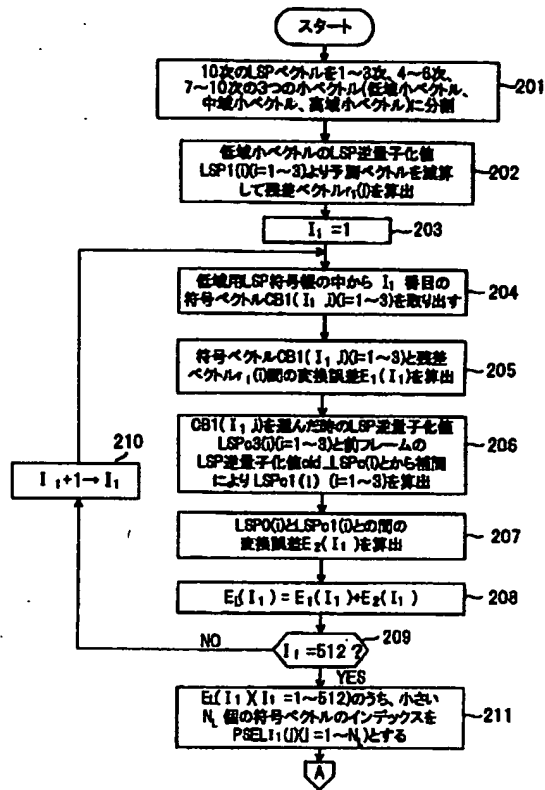 スタート
10次のLSPベクトルを1～3次、4～6次、
7～10次の3つの小ベクトル(低域小ベクトル、
中域小ベクトル、高域小ベクトル)に分割
201
低域小ベクトルのLSP逆量子化値
LSP1(i)(i=1～3)より予測ベクトルを減算
して残差ベクトルr₁(i)を算出
202
I₁ =1
203
低域用LSP符号帳の中から I₁ 番目の
符号ベクトルCB1( I₁ ,i)(i=1～3)を取り出す
204
符号ベクトルCB1( I₁ ,i)(i=1～3)と残差
ベクトルr₁(i)間の変換誤差E₁(I₁)を算出
205
CB1( I₁ ,i)を選んだ時のLSP逆量子化値
LSPc3(i)(i=1～3)と前フレームの
LSP逆量子化値old_LSPc(i)とから補間
により LSPc1(i) (i=1～3)を算出
206
210
I₁+1→I₁
LSP0(i)とLSPc1(i)との間の
変換誤差E₂( I₁ )を算出
207
E_L( I₁ ) = E₁( I₁ )+E₂( I₁ )
208
209
NO
I₁ =512 ?
YES
E_L( I₁ )( I₁ =1～512)のうち、小さい
N_L 個の符号ベクトルのインデックスを
PSELI₁(j)(j=1～N_L)とする
211
A